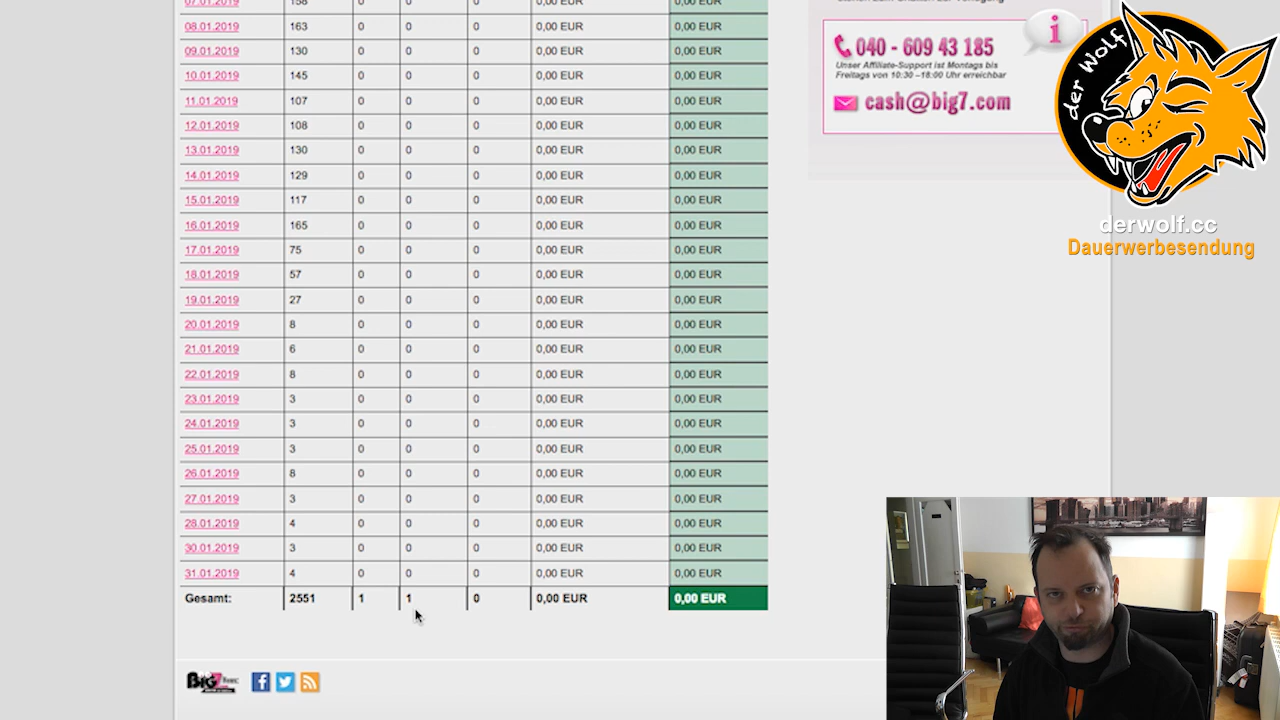 07.01.2019 158 0 0 0 0,00 EUR 0,00 EUR
08.01.2019 163 0 0 0 0,00 EUR 0,00 EUR
09.01.2019 130 0 0 0 0,00 EUR 0,00 EUR
10.01.2019 145 0 0 0 0,00 EUR 0,00 EUR
11.01.2019 107 0 0 0 0,00 EUR 0,00 EUR
12.01.2019 108 0 0 0 0,00 EUR 0,00 EUR
13.01.2019 130 0 0 0 0,00 EUR 0,00 EUR
14.01.2019 129 0 0 0 0,00 EUR 0,00 EUR
15.01.2019 117 0 0 0 0,00 EUR 0,00 EUR
16.01.2019 165 0 0 0 0,00 EUR 0,00 EUR
17.01.2019 75 0 0 0 0,00 EUR 0,00 EUR
18.01.2019 57 0 0 0 0,00 EUR 0,00 EUR
19.01.2019 27 0 0 0 0,00 EUR 0,00 EUR
20.01.2019 8 0 0 0 0,00 EUR 0,00 EUR
21.01.2019 6 0 0 0 0,00 EUR 0,00 EUR
22.01.2019 8 0 0 0 0,00 EUR 0,00 EUR
23.01.2019 3 0 0 0 0,00 EUR 0,00 EUR
24.01.2019 3 0 0 0 0,00 EUR 0,00 EUR
25.01.2019 3 0 0 0 0,00 EUR 0,00 EUR
26.01.2019 8 0 0 0 0,00 EUR 0,00 EUR
27.01.2019 3 0 0 0 0,00 EUR 0,00 EUR
28.01.2019 4 0 0 0 0,00 EUR 0,00 EUR
30.01.2019 3 0 0 0 0,00 EUR 0,00 EUR
31.01.2019 4 0 0 0 0,00 EUR 0,00 EUR
Gesamt: 2551 1 1 0 0,00 EUR 0,00 EUR
BIG7
040 - 609 43 185
Unser Affiliate-Support ist Montags bis
Freitags von 10:30 –18:00 Uhr erreichbar
cash@big7.com
i
der Wolf
derwolf.cc
Dauerwerbesendung